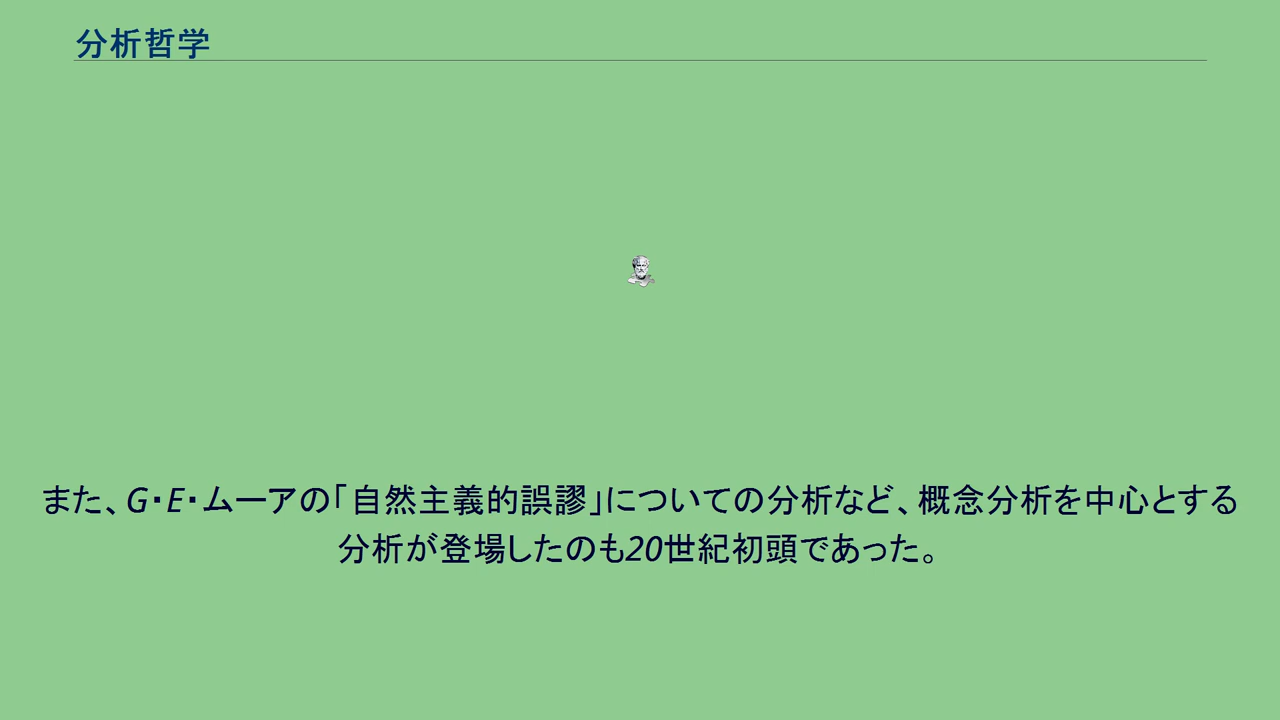 分析哲学
また、G・E・ムーアの「自然主義的誤謬」についての分析など、概念分析を中心とする
分析が登場したのも20世紀初頭であった。